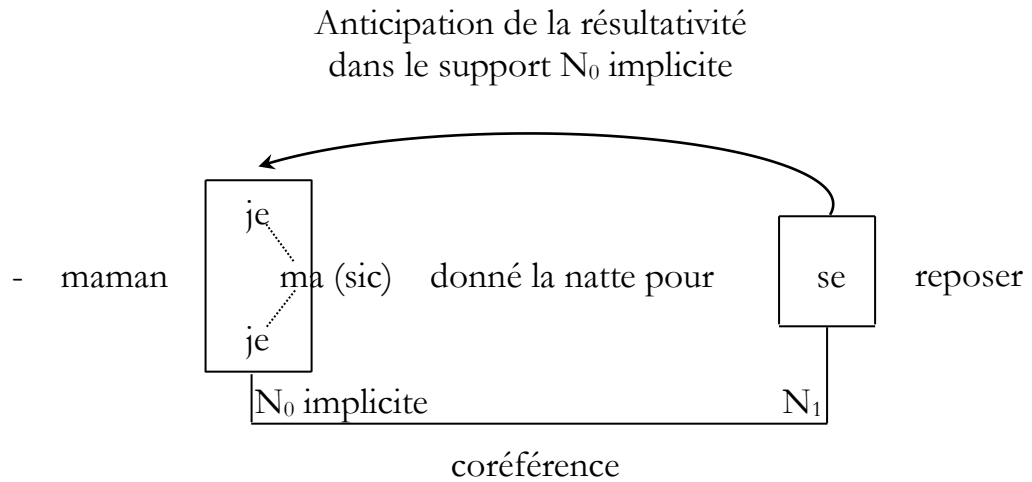 Anticipation de la résultativité
dans le support N₀ implicite
je
- maman ma (sic) donné la natte pour se reposer
je
N₀ implicite N₁
coréférence